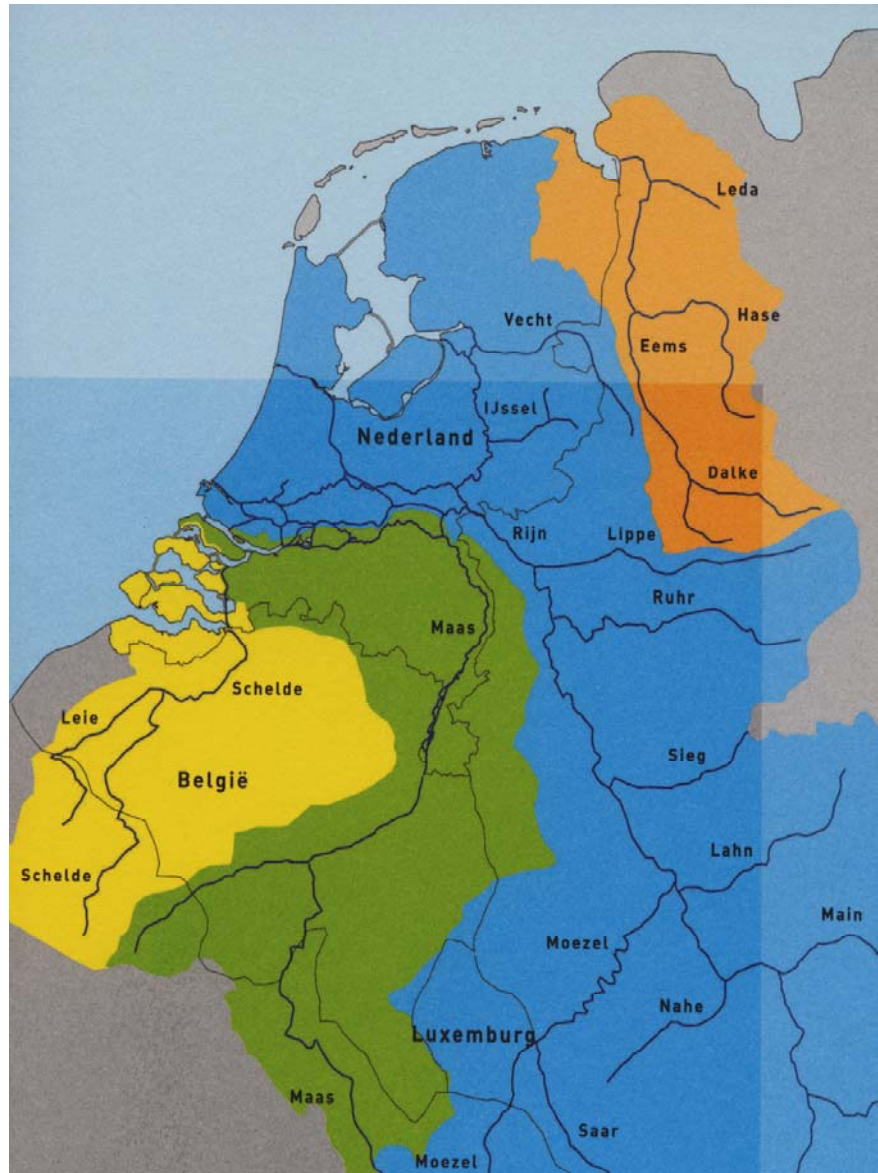 Leda
Vecht
Hase
Eems
IJssel
Nederland
Dalke
Rijn
Lippe
Ruhr
Maas
Schelde
Leie
België
Sieg
Schelde
Lahn
Main
Moezel
Nahe
Luxemburg
Maas
Saar
Moezel